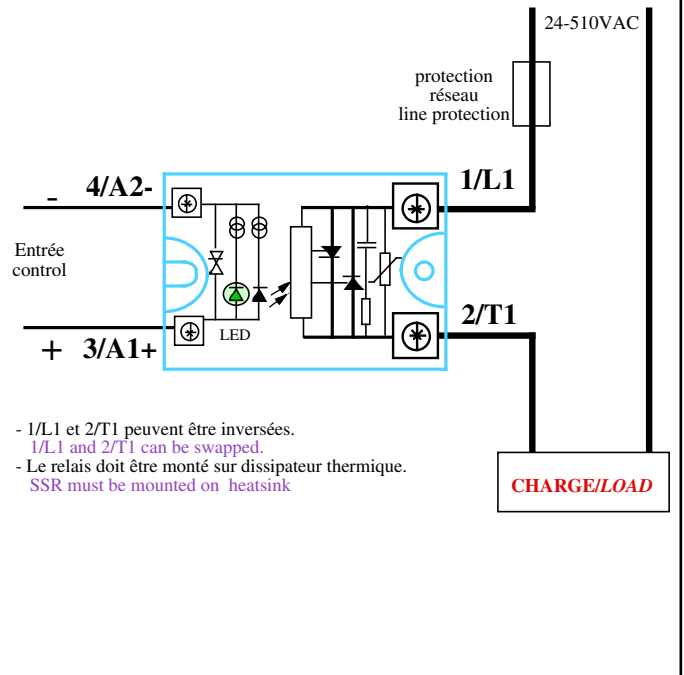 24-510VAC
protection
réseau
line protection
4/A2-
1/L1
-
Entrée
control
LED
2/T1
+ 3/A1+
- 1/L1 et 2/T1 peuvent être inversées.
1/L1 and 2/T1 can be swapped.
- Le relais doit être monté sur dissipateur thermique.
SSR must be mounted on heatsink
CHARGE/LOAD